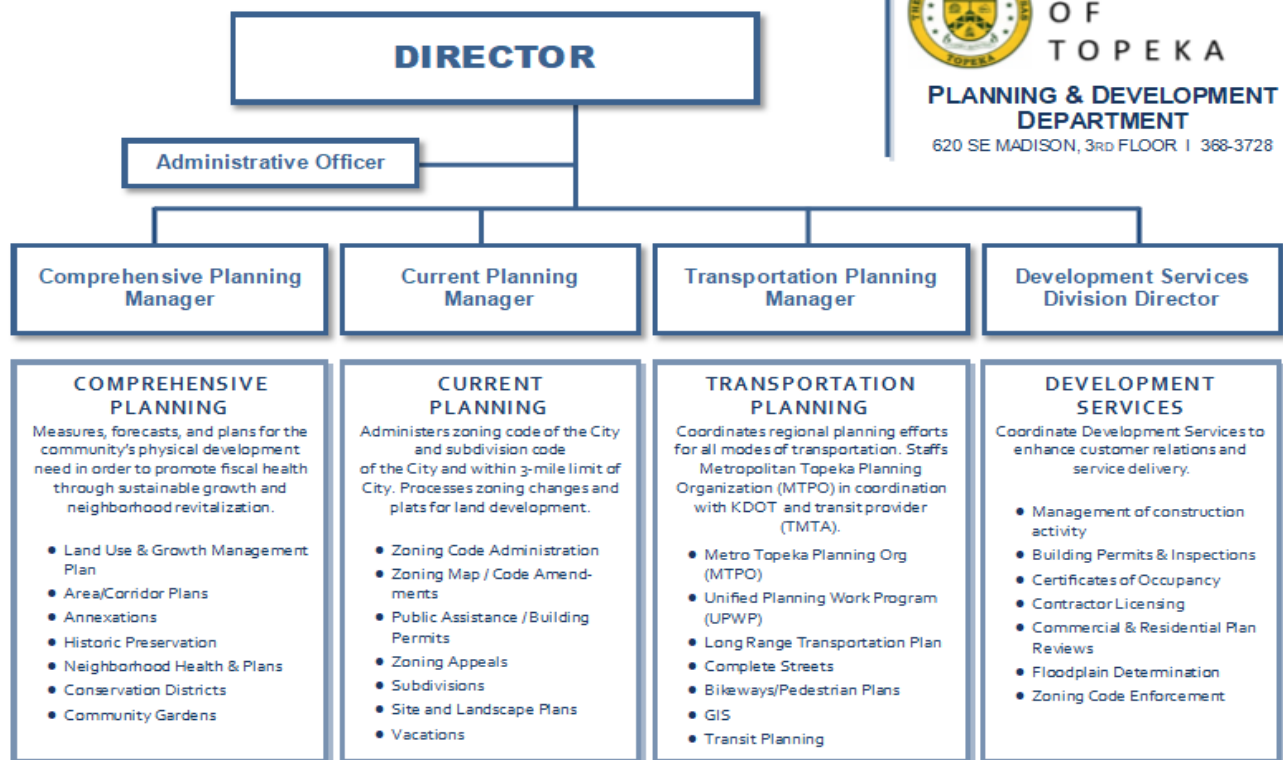 DIRECTOR
OF
TOPEKA
TOPEKA
PLANNING & DEVELOPMENT
DEPARTMENT
620 SE MADISON, 3RD FLOOR I 368-3728
Administrative Officer
Comprehensive Planning
Manager
Current Planning
Manager
Transportation Planning
Manager
Development Services
Division Director
COMPREHENSIVE
PLANNING
Measures, forecasts, and plans for the
community's physical development
need in order to promote fiscal health
through sustainable growth and
neighborhood revitalization.
• Land Use & Growth Management
Plan
• Area/Corridor Plans
• Annexations
• Historic Preservation
• Neighborhood Health & Plans
• Conservation Districts
• Community Gardens
CURRENT
PLANNING
Administers zoning code of the City
and subdivision code
of the City and within 3-mile limit of
City. Processes zoning changes and
plats for land development.
• Zoning Code Administration
• Zoning Map / Code Amend-
ments
• Public Assistance / Building
Permits
• Zoning Appeals
• Subdivisions
• Site and Landscape Plans
• Vacations
TRANSPORTATION
PLANNING
Coordinates regional planning efforts
for all modes of transportation. Staffs
Metropolitan Topeka Planning
Organization (MTPO) in coordination
with KDOT and transit provider
(TMTA).
• Metro Topeka Planning Org
(MTPO)
• Unified Planning Work Program
(UPWP)
• Long Range Transportation Plan
• Complete Streets
• Bikeways/Pedestrian Plans
• GIS
• Transit Planning
DEVELOPMENT
SERVICES
Coordinate Development Services to
enhance customer relations and
service delivery.
• Management of construction
activity
• Building Permits & Inspections
• Certificates of Occupancy
• Contractor Licensing
• Commercial & Residential Plan
Reviews
• Floodplain Determination
• Zoning Code Enforcement